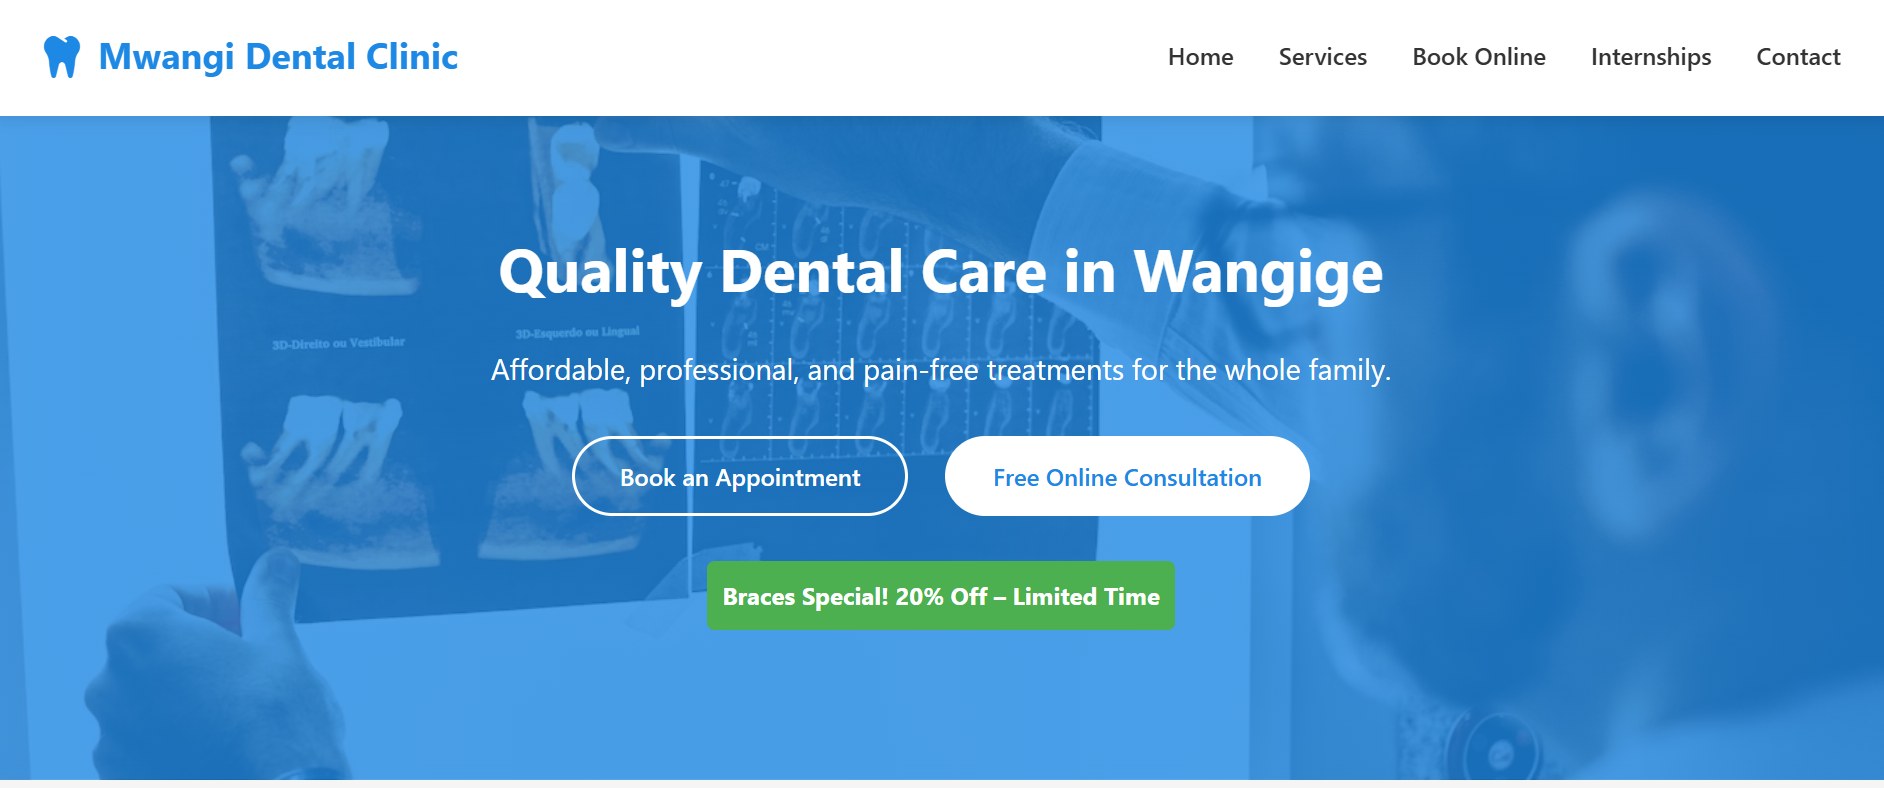 Mwangi Dental Clinic
Home Services Book Online Internships Contact
Quality Dental Care in Wangige
3D-Direito ou Vestibular
3D-Esquerdo ou Lingual
Affordable, professional, and pain-free treatments for the whole family.
Book an Appointment
Free Online Consultation
Braces Special! 20% Off – Limited Time